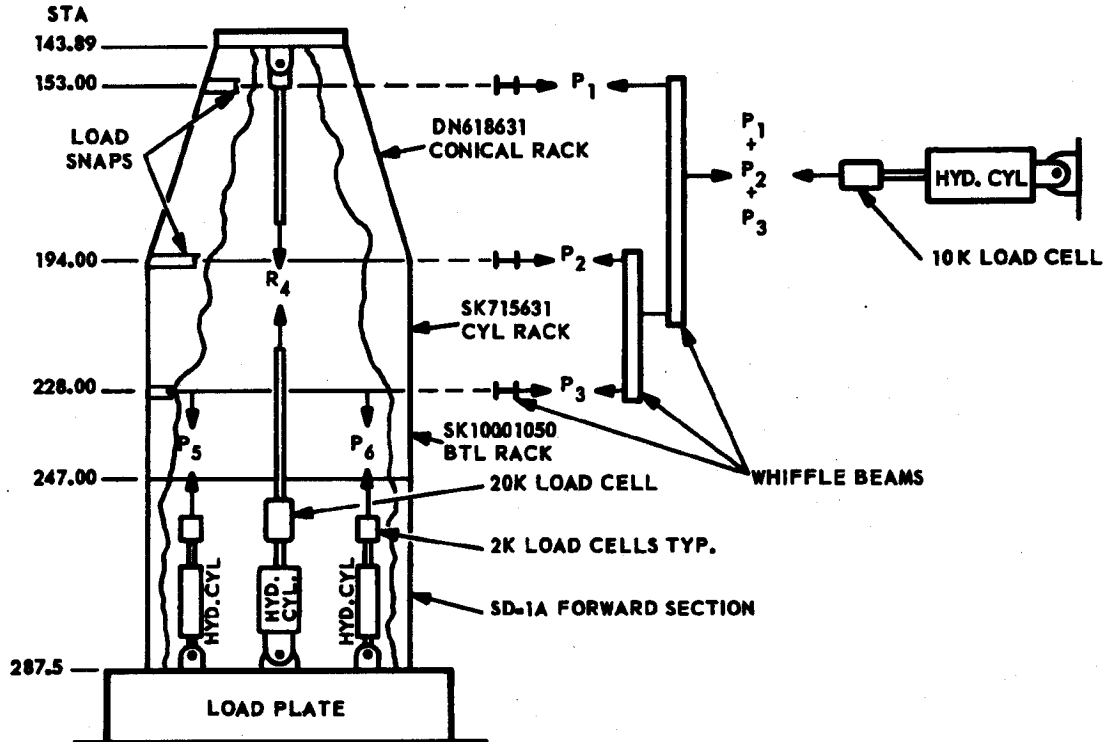 STA
143.89
153.00
LOAD
SNAPS
194.00
228.00
247.00
287.5
DN618631
CONICAL RACK
SK715631
CYL RACK
SK10001050
BTL RACK
20K LOAD CELL
2K LOAD CELLS TYP.
SD-1A FORWARD SECTION
R4
P5
P6
HYD.CYL
HYD.
CYL.
HYD.CYL
LOAD PLATE
P1
P2
P3
P1
+
P2
+
P3
HYD. CYL
10K LOAD CELL
WHIFFLE BEAMS